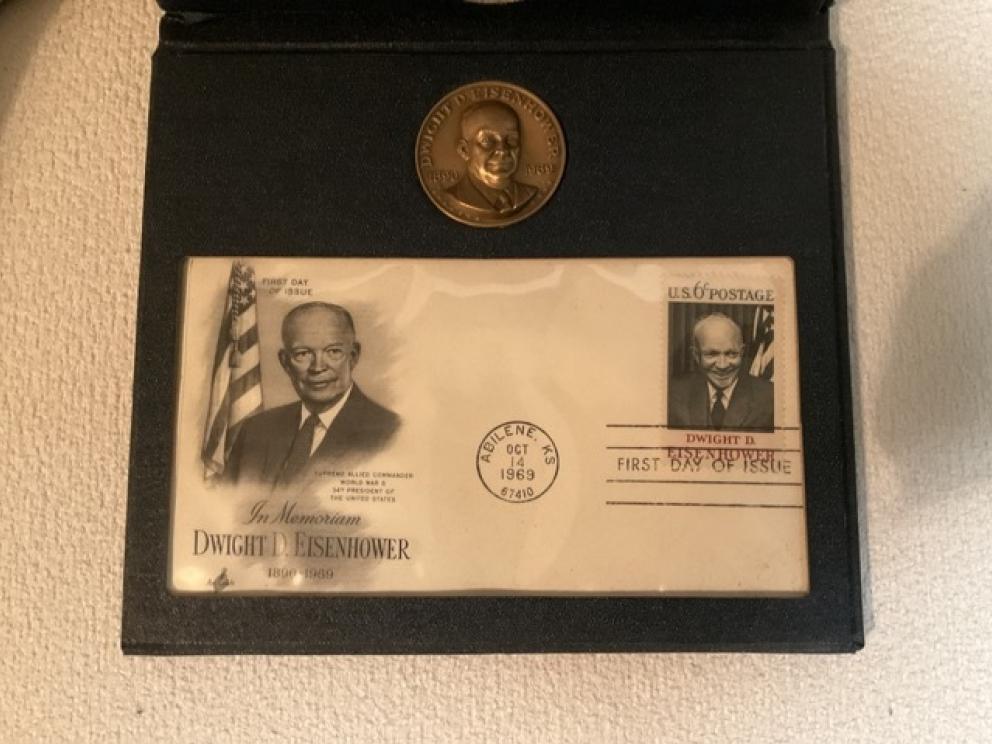 DWIGHT D. EISENHOWER
1890 1969
FIRST DAY
OF ISSUE
SUPREME ALLIED COMMANDER
WORLD WAR II
34TH PRESIDENT OF
THE UNITED STATES
In Memoriam
DWIGHT D. EISENHOWER
1890-1969
ABILENE, KS
OCT
14
1969
67410
U.S. 6c POSTAGE
DWIGHT D.
EISENHOWER
FIRST DAY OF ISSUE